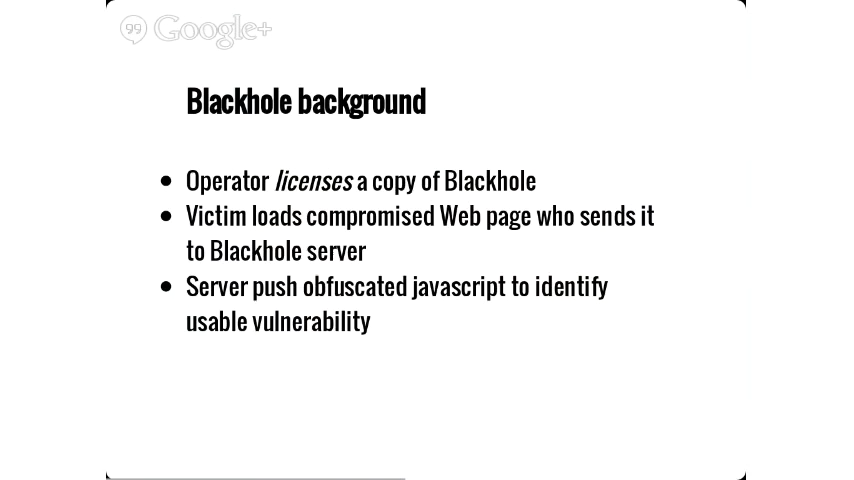 Google+
Blackhole background
• Operator licenses a copy of Blackhole
• Victim loads compromised Web page who sends it
to Blackhole server
• Server push obfuscated javascript to identify
usable vulnerability